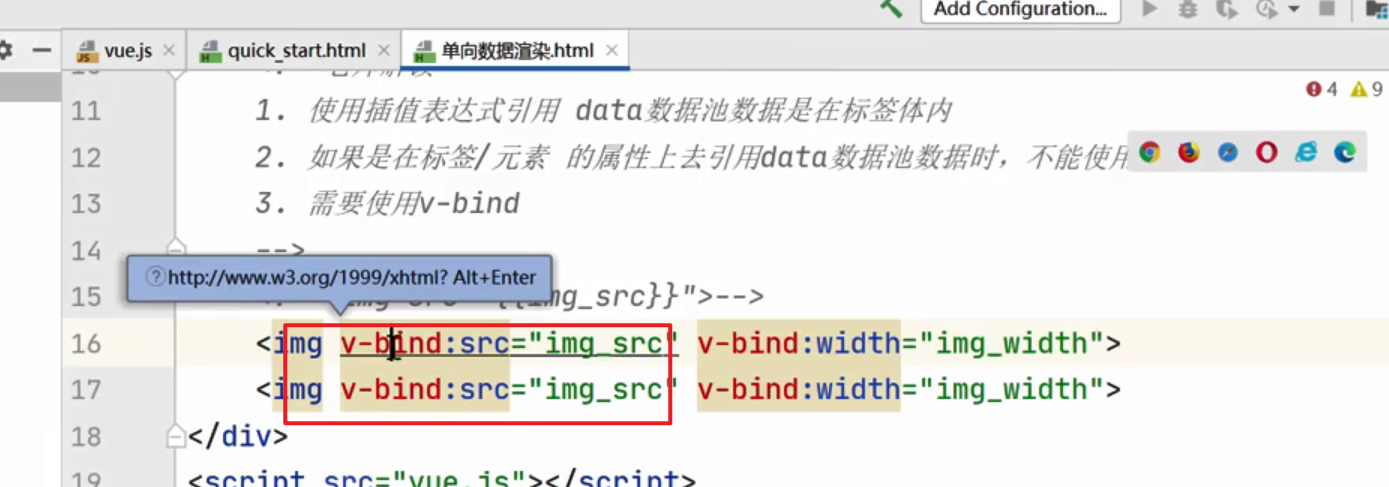 Add Configuration...
vue.js quick_start.html 单向数据渲染.html
4 9
11 1. 使用插值表达式引用 data数据池数据是在标签体内
12 2. 如果是在标签/元素 的属性上去引用data数据池数据时，不能使用
13 3. 需要使用v-bind
14 -->
http://www.w3.org/1999/xhtml? Alt+Enter
15 {{img_src}}">-->
16 <img v-bind:src="img_src" v-bind:width="img_width">
17 <img v-bind:src="img_src" v-bind:width="img_width">
18 </div>
19 <script src="vue.js"></script>